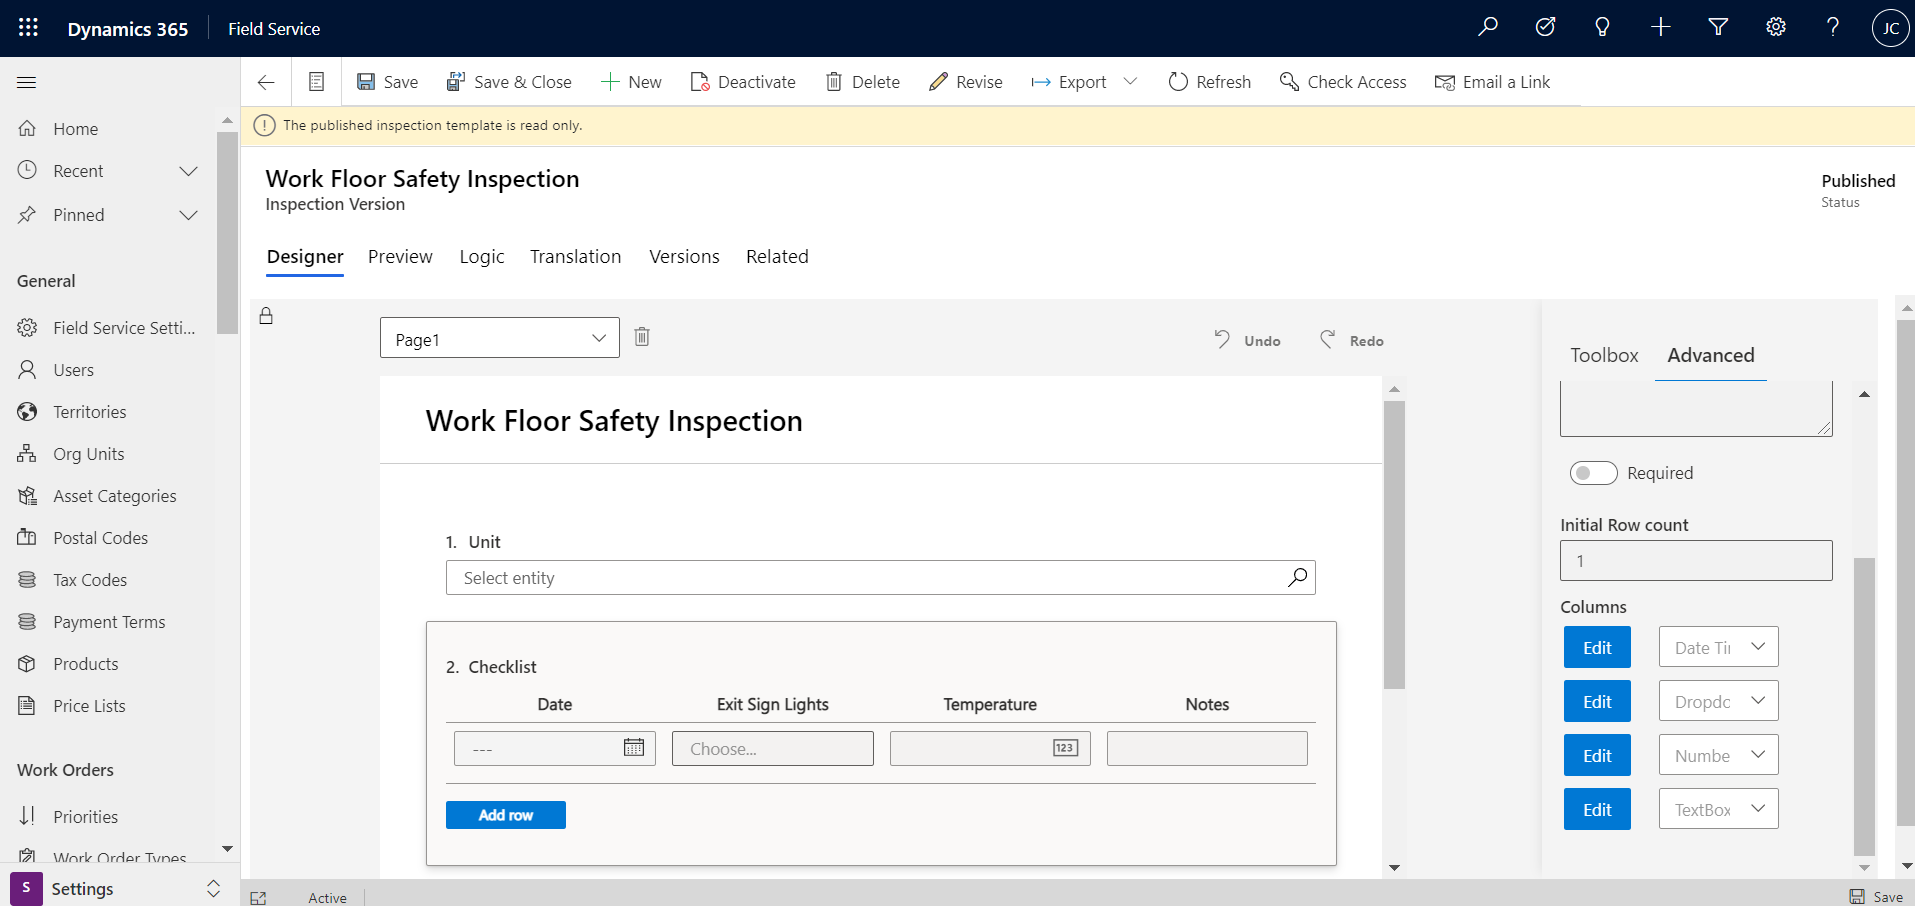 Dynamics 365
Field Service
JC
Save
Save & Close
New
Deactivate
Delete
Revise
Export
Refresh
Check Access
Email a Link
Home
Recent
Pinned
General
Field Service Setti...
Users
Territories
Org Units
Asset Categories
Postal Codes
Tax Codes
Payment Terms
Products
Price Lists
Work Orders
Priorities
Work Order Types
S
Settings
The published inspection template is read only.
Work Floor Safety Inspection
Inspection Version
Published
Status
Designer
Preview
Logic
Translation
Versions
Related
Page1
Undo
Redo
Work Floor Safety Inspection
1. Unit
Select entity
2. Checklist
Date
Exit Sign Lights
Temperature
Notes
---
Choose...
123
Add row
Toolbox
Advanced
Required
Initial Row count
1
Columns
Edit
Date Tir
Edit
Dropdc
Edit
Numbe
Edit
TextBox
Active
Save